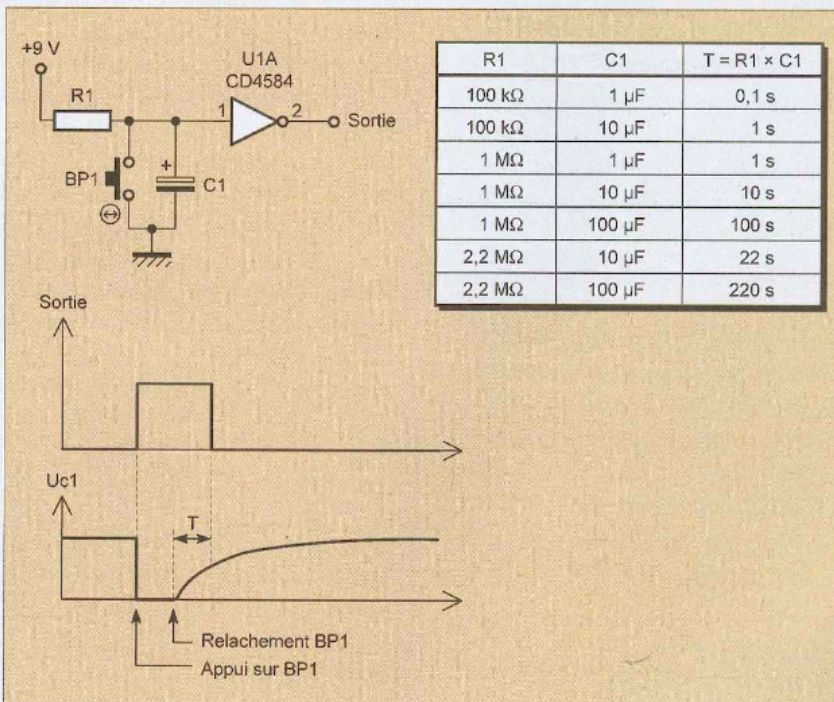 +9 V
R1
U1A
CD4584
1
2
Sortie
BP1
+
C1
R1 C1 T = R1 × C1
100 kΩ 1 µF 0,1 s
100 kΩ 10 µF 1 s
1 MΩ 1 µF 1 s
1 MΩ 10 µF 10 s
1 MΩ 100 µF 100 s
2,2 MΩ 10 µF 22 s
2,2 MΩ 100 µF 220 s
Sortie
Uc1
T
Relachement BP1
Appui sur BP1